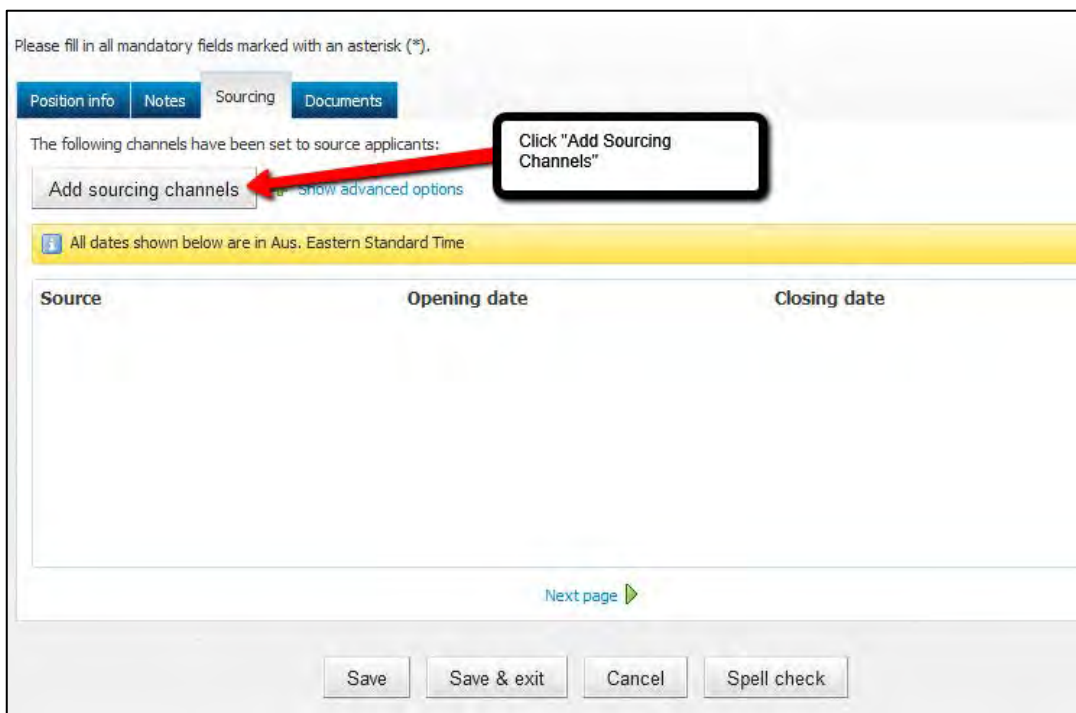 Please fill in all mandatory fields marked with an asterisk (*).
Position info Notes Sourcing Documents
The following channels have been set to source applicants:
Click "Add Sourcing
Channels"
Add sourcing channels Show advanced options
All dates shown below are in Aus. Eastern Standard Time
Source Opening date Closing date
Next page
Save Save & exit Cancel Spell check